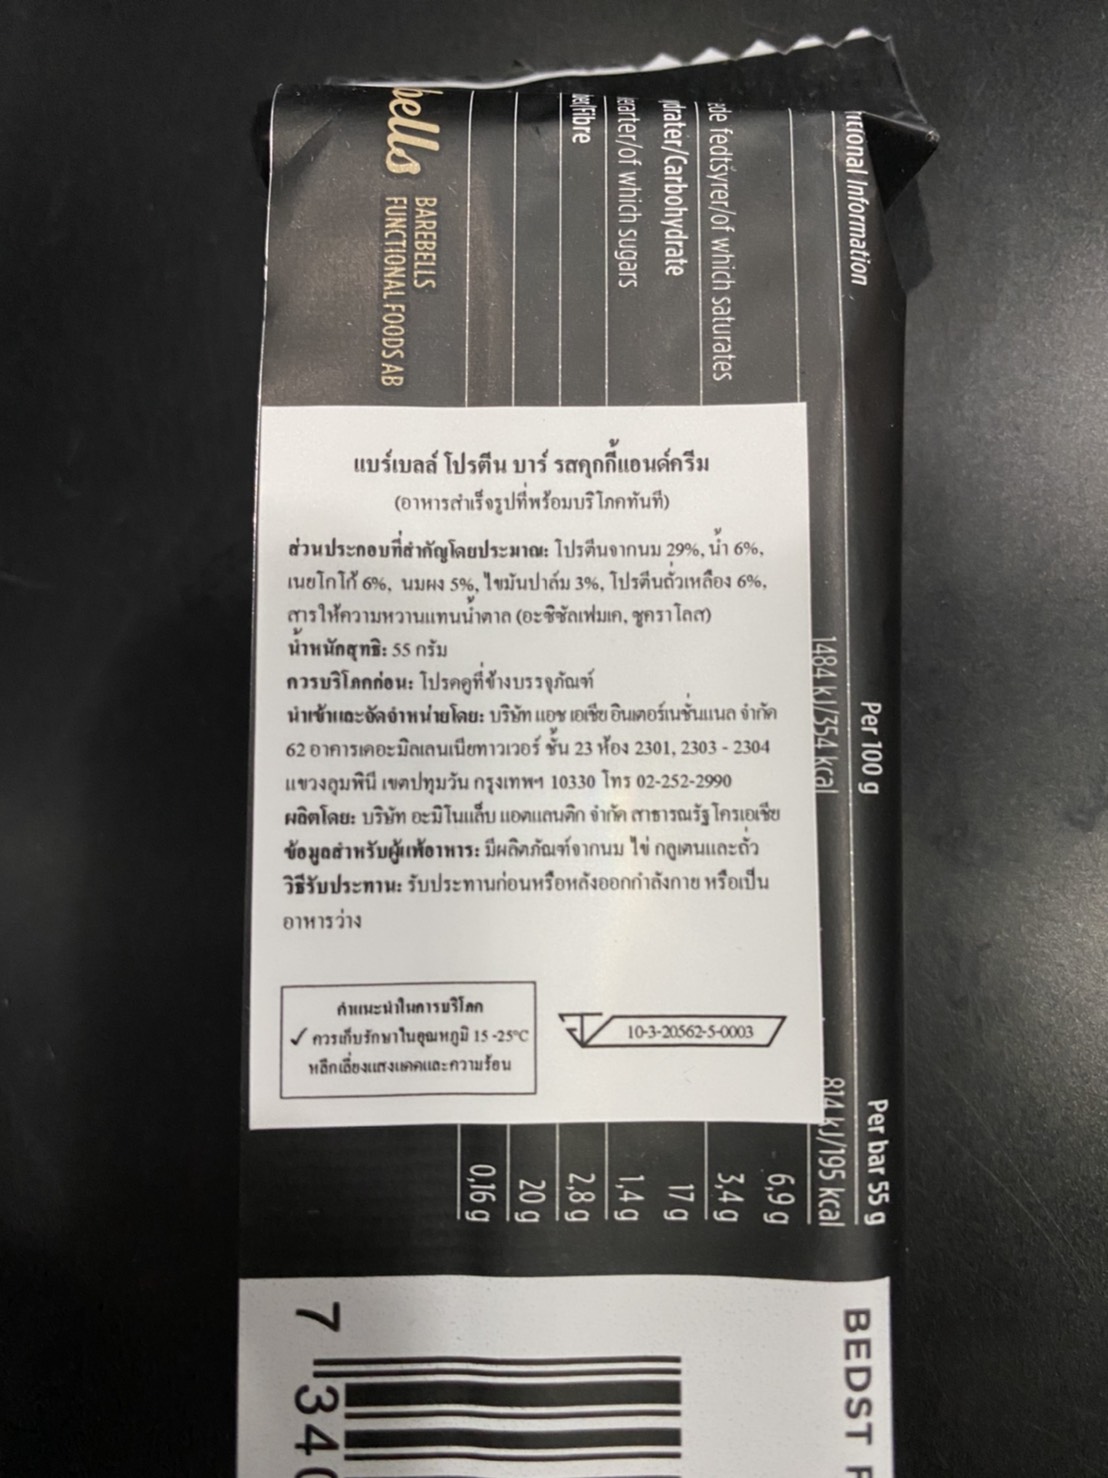 แบร์เบลล์ โปรตีน บาร์ รสคุกกี้แอนด์ครีม
(อาหารสำเร็จรูปที่พร้อมบริโภคทันที)
ส่วนประกอบที่สำคัญโดยประมาณ: โปรตีนจากนม 29%, น้ำ 6%,
เนยโกโก้ 6%, นมผง 5%, ไขมันปาล์ม 3%, โปรตีนถั่วเหลือง 6%,
สารให้ความหวานแทนน้ำตาล (อะซิซัลเฟมเค, ซูคราโลส)
น้ำหนักสุทธิ: 55 กรัม
ควรบริโภคก่อน: โปรดดูที่ข้างบรรจุภัณฑ์
นำเข้าและจัดจำหน่ายโดย: บริษัท แอช เอเชีย อินเตอร์เนชั่นแนล จำกัด
62 อาคารเดอะมิลเลนเนียทาวเวอร์ ชั้น 23 ห้อง 2301, 2303 - 2304
แขวงลุมพินี เขตปทุมวัน กรุงเทพฯ 10330 โทร 02-252-2990
ผลิตโดย: บริษัท อะมิโนแล็บ แอตแลนติก จำกัด สาธารณรัฐโครเอเชีย
ข้อมูลสำหรับผู้แพ้อาหาร: มีผลิตภัณฑ์จากนม ไข่ กลูเตนและถั่ว
วิธีรับประทาน: รับประทานก่อนหรือหลังออกกำลังกาย หรือเป็น
อาหารว่าง
คำแนะนำในการบริโภค
✓ ควรเก็บรักษาในอุณหภูมิ 15 -25°C
หลีกเลี่ยงแสงแดดและความร้อน
10-3-20562-5-0003
Information
Per 100 g
Per bar 55 g
1484 kJ/354 kcal
814 kJ/195 kcal
6,9 g
fedtsyrer/of which saturates
3,4 g
/Carbohydrate
17 g
/of which sugars
1,4 g
/Fibre
2,8 g
20 g
0,16 g
bells
BAREBELLS
FUNCTIONAL FOODS AB
BEDST
7 340